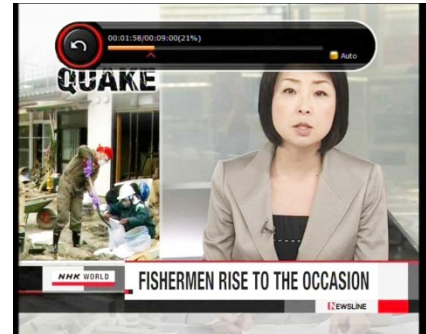 00:01:58/00:09:00(21%)
Auto
QUAKE
NHK WORLD
FISHERMEN RISE TO THE OCCASION
NEWSLINE